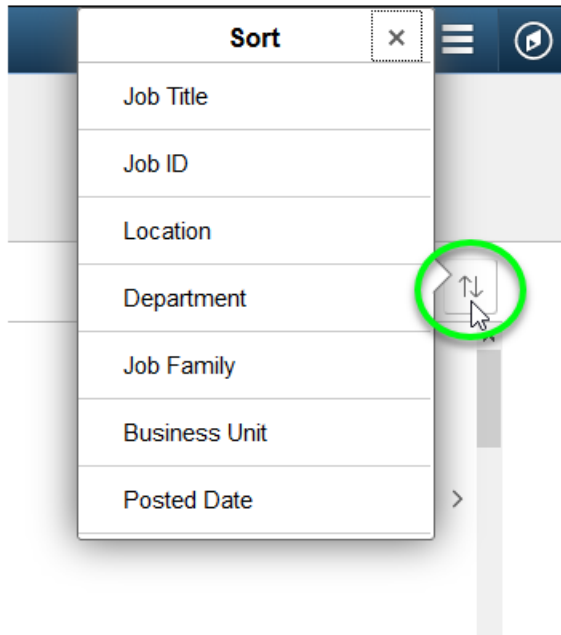 Sort
Job Title
Job ID
Location
Department
Job Family
Business Unit
Posted Date